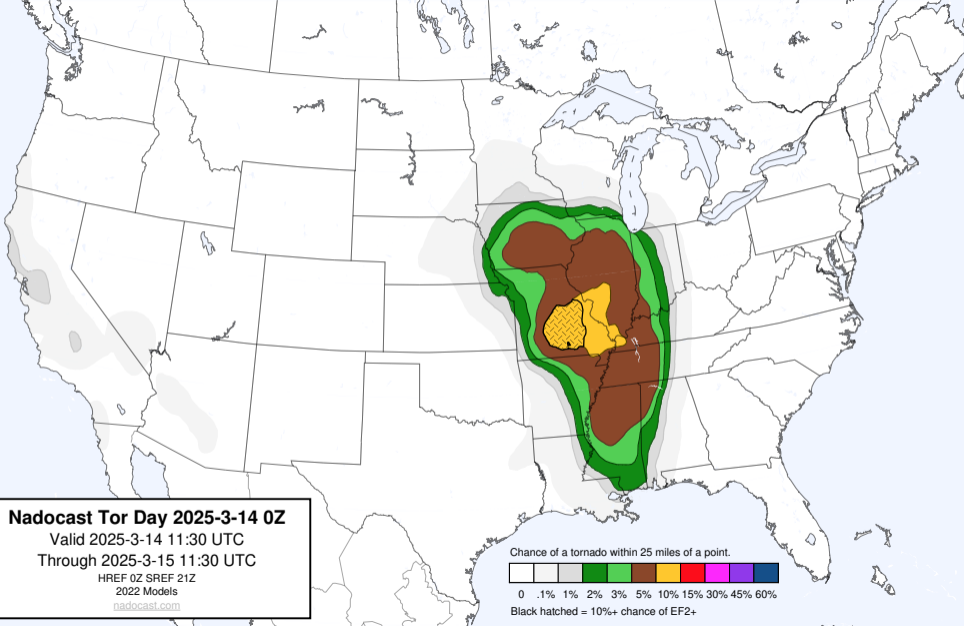 Nadocast Tor Day 2025-3-14 0Z
Valid 2025-3-14 11:30 UTC
Through 2025-3-15 11:30 UTC
HREF 0Z SREF 21Z
2022 Models
nadocast.com
Chance of a tornado within 25 miles of a point.
0 .1% 1% 2% 3% 5% 10% 15% 30% 45% 60%
Black hatched = 10%+ chance of EF2+